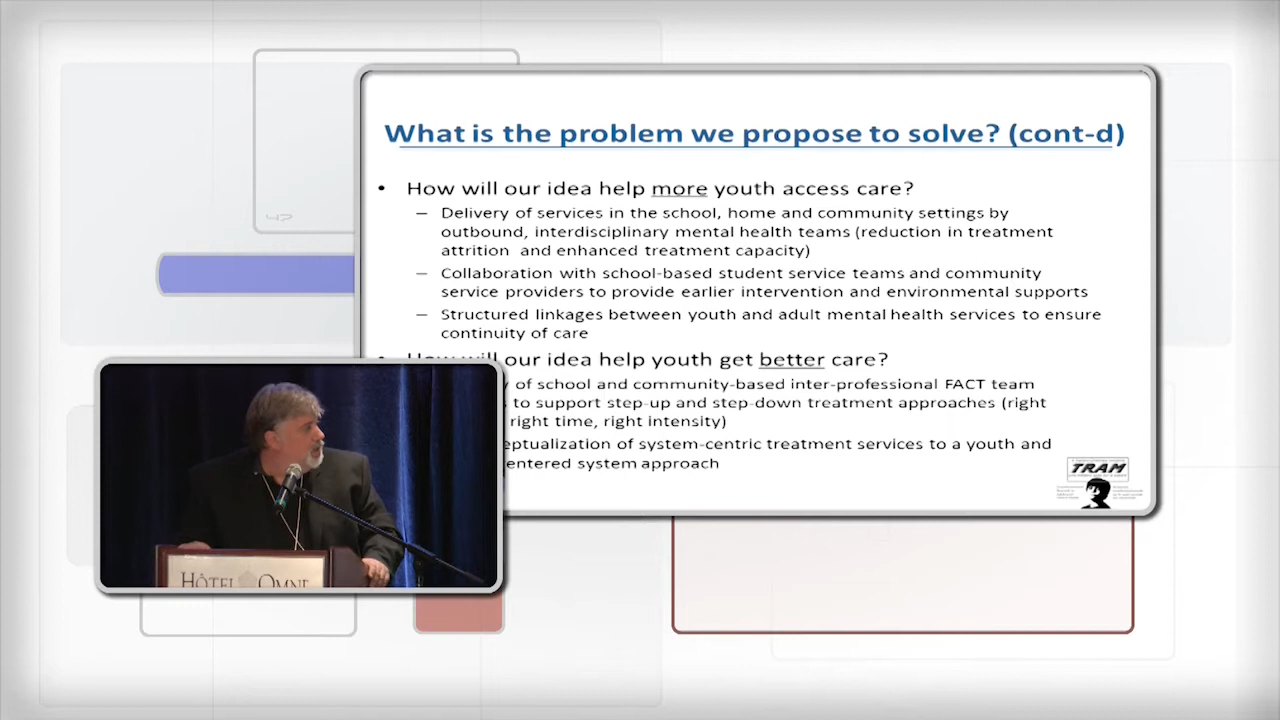 What is the problem we propose to solve? (cont-d)
• How will our idea help more youth access care?
– Delivery of services in the school, home and community settings by
outbound, interdisciplinary mental health teams (reduction in treatment
attrition and enhanced treatment capacity)
– Collaboration with school-based student service teams and community
service providers to provide earlier intervention and environmental supports
– Structured linkages between youth and adult mental health services to ensure
continuity of care
• How will our idea help youth get better care?
of school and community-based inter-professional FACT team
to support step-up and step-down treatment approaches (right
right time, right intensity)
of system-centric treatment services to a youth and
system approach
TRAM
HÔTEL OMNI
47